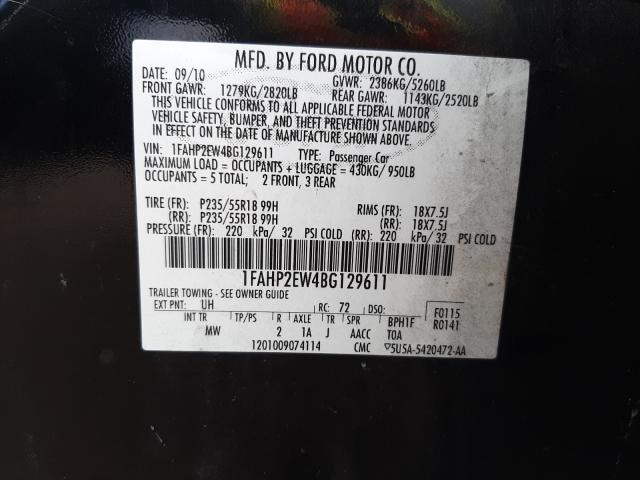 MFD. BY FORD MOTOR CO.
DATE: 09/10 GVWR: 2386KG/5260LB
FRONT GAWR: 1279KG/2820LB REAR GAWR: 1143KG/2520LB
THIS VEHICLE CONFORMS TO ALL APPLICABLE FEDERAL MOTOR
VEHICLE SAFETY, BUMPER, AND THEFT PREVENTION STANDARDS
IN EFFECT ON THE DATE OF MANUFACTURE SHOWN ABOVE.
VIN: 1FAHP2EW4BG129611 TYPE: Passenger Car
MAXIMUM LOAD = OCCUPANTS + LUGGAGE = 430KG/ 950LB
OCCUPANTS = 5 TOTAL; 2 FRONT, 3 REAR
TIRE (FR): P235/55R18 99H RIMS (FR): 18X7.5J
(RR): P235/55R18 99H (RR): 18X7.5J
PRESSURE (FR): 220 kPa/ 32 PSI COLD (RR): 220 kPa/ 32 PSI COLD
1FAHP2EW4BG129611
TRAILER TOWING - SEE OWNER GUIDE
EXT PNT: UH RC: 72 DSO: F0115
INT TR TP/PS R AXLE TR SPR BPH1F R0141
MW 2 1A J AACC TOA
1201009074114 CMC ▽5U5A-5420472-AA